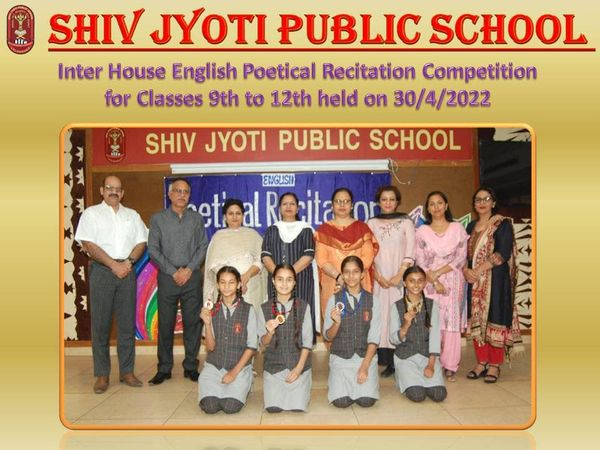 SHIV JYOTI PUBLIC SCHOOL
Inter House English Poetical Recitation Competition
for Classes 9th to 12th held on 30/4/2022
SHIV JYOTI PUBLIC SCHOOL
ENGLISH
Poetical Recitation